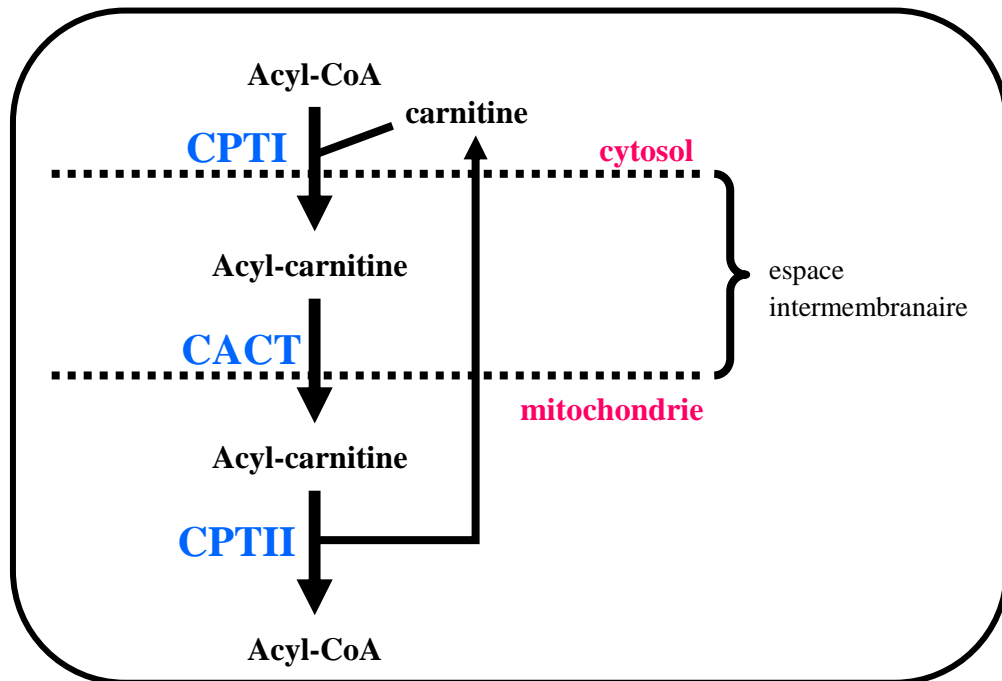 Acyl-CoA
carnitine
CPTI
cytosol
Acyl-carnitine
espace
intermembranaire
CACT
mitochondrie
Acyl-carnitine
CPTII
Acyl-CoA